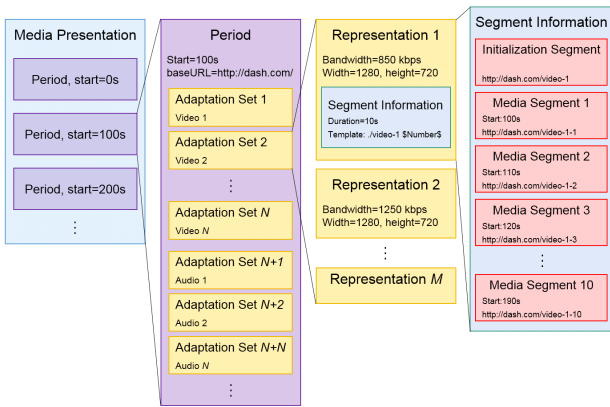 Media Presentation
Period, start=0s
Period, start=100s
Period, start=200s
⋮
Period
Start=100s
baseURL=http://dash.com/
Adaptation Set 1
Video 1
Adaptation Set 2
Video 2
⋮
Adaptation Set N
Video N
Adaptation Set N+1
Audio 1
Adaptation Set N+2
Audio 2
Adaptation Set N+N
Audio N
⋮
Representation 1
Bandwidth=850 kbps
Width=1280, height=720
Segment Information
Duration=10s
Template: ./video-1 $Number$
Representation 2
Bandwidth=1250 kbps
Width=1280, height=720
⋮
Representation M
Segment Information
Initialization Segment
http://dash.com/video-1
Media Segment 1
Start:100s
http://dash.com/video-1-1
Media Segment 2
Start:110s
http://dash.com/video-1-2
Media Segment 3
Start:120s
http://dash.com/video-1-3
⋮
Media Segment 10
Start:190s
http://dash.com/video-1-10